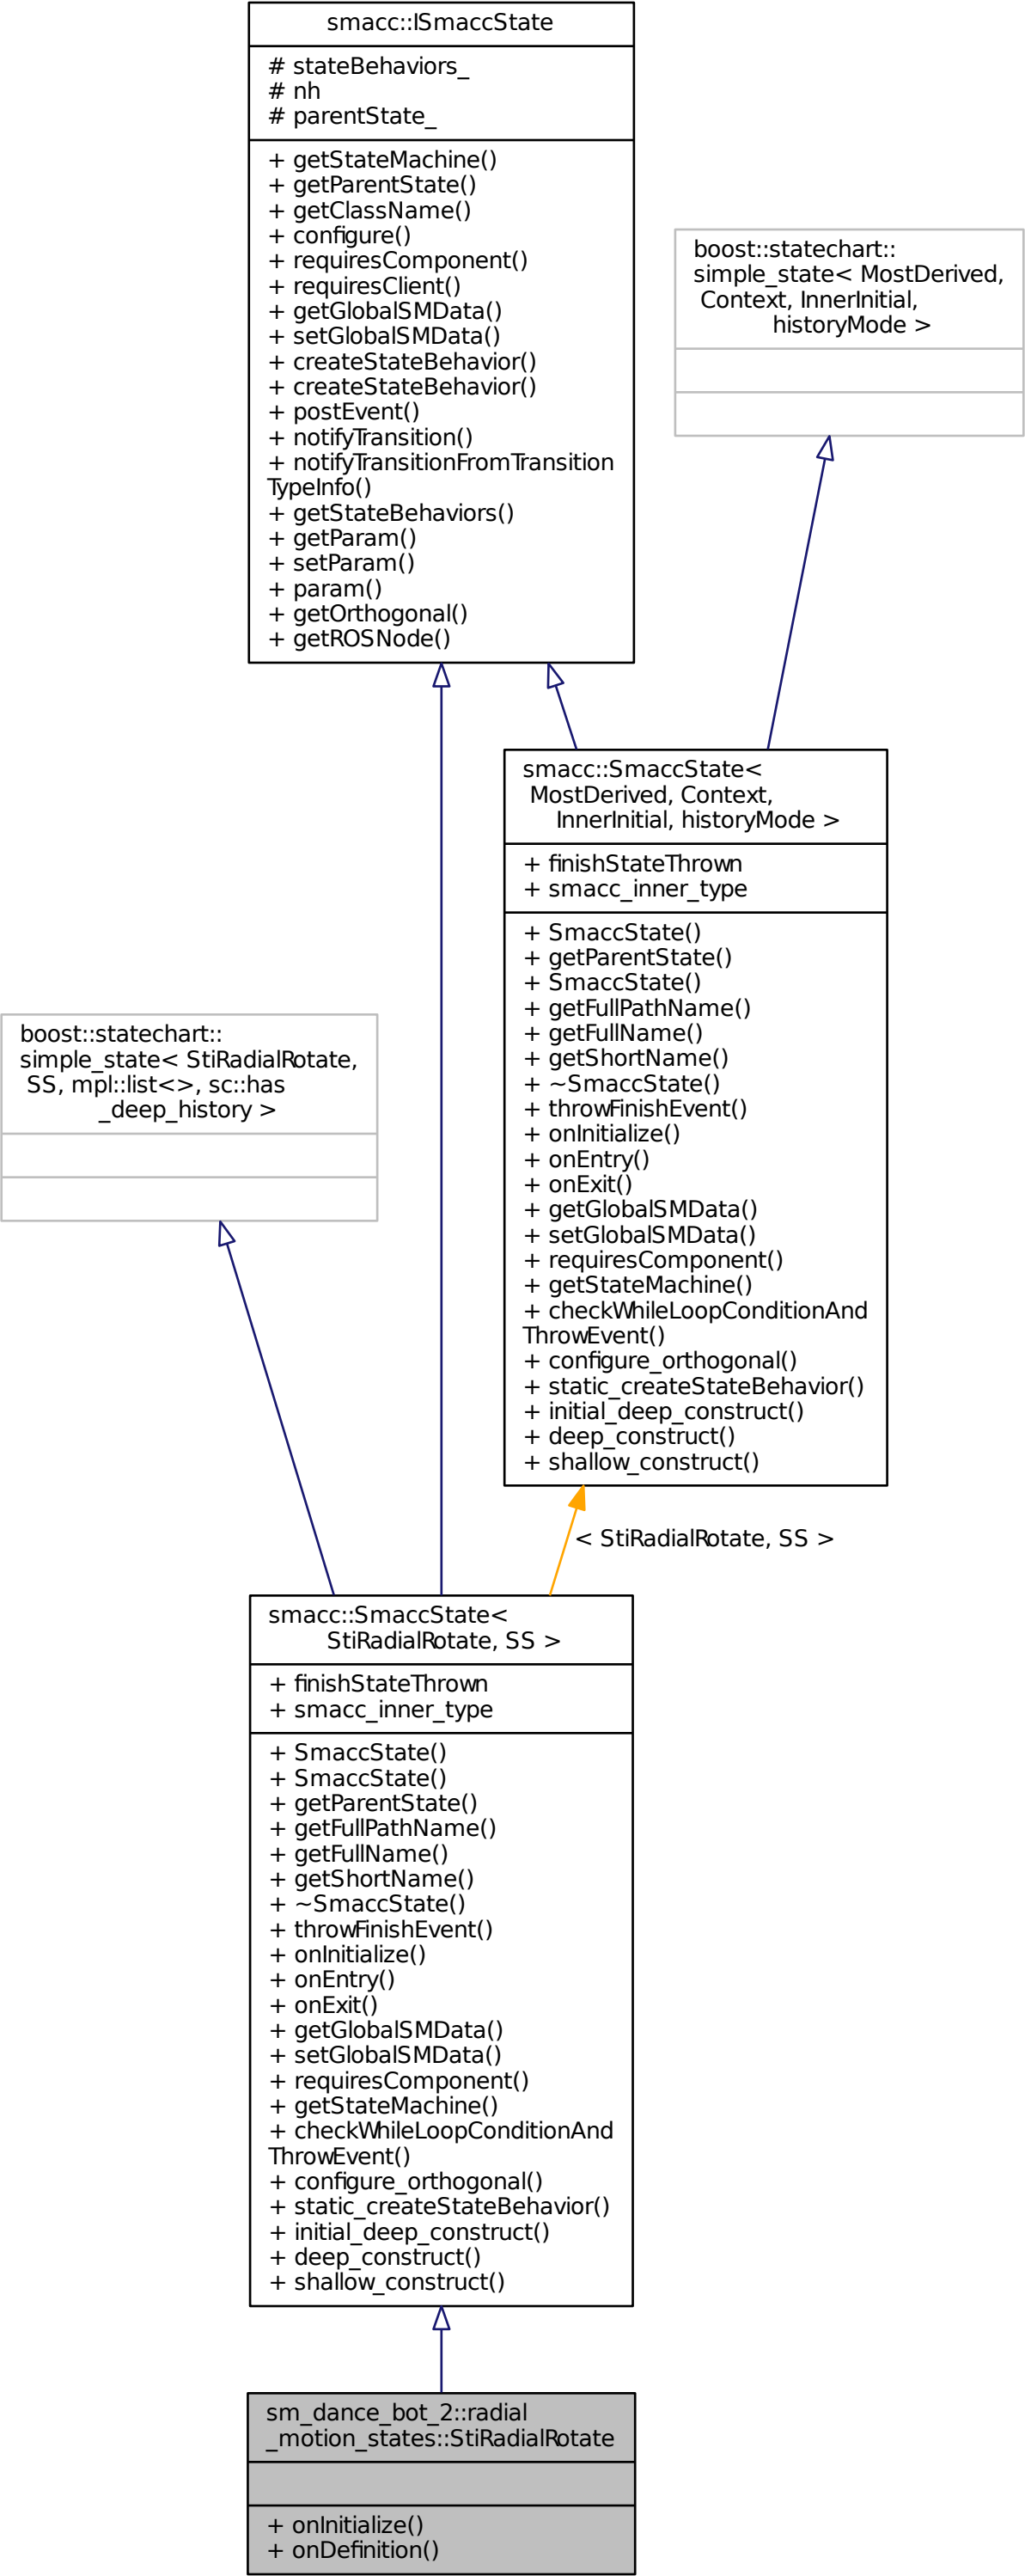 smacc::ISmaccState
# stateBehaviors_
# nh
# parentState_
+ getStateMachine()
+ getParentState()
+ getClassName()
+ configure()
+ requiresComponent()
+ requiresClient()
+ getGlobalSMData()
+ setGlobalSMData()
+ createStateBehavior()
+ createStateBehavior()
+ postEvent()
+ notifyTransition()
+ notifyTransitionFromTransition
TypeInfo()
+ getStateBehaviors()
+ getParam()
+ setParam()
+ param()
+ getOrthogonal()
+ getROSNode()
boost::statechart::
simple_state< MostDerived,
Context, InnerInitial,
historyMode >
smacc::SmaccState<
MostDerived, Context,
InnerInitial, historyMode >
+ finishStateThrown
+ smacc_inner_type
+ SmaccState()
+ getParentState()
+ SmaccState()
+ getFullPathName()
+ getFullName()
+ getShortName()
+ ~SmaccState()
+ throwFinishEvent()
+ onInitialize()
+ onEntry()
+ onExit()
+ getGlobalSMData()
+ setGlobalSMData()
+ requiresComponent()
+ getStateMachine()
+ checkWhileLoopConditionAnd
ThrowEvent()
+ configure_orthogonal()
+ static_createStateBehavior()
+ initial_deep_construct()
+ deep_construct()
+ shallow_construct()
boost::statechart::
simple_state< StiRadialRotate,
SS, mpl::list<>, sc::has
_deep_history >
< StiRadialRotate, SS >
smacc::SmaccState<
StiRadialRotate, SS >
+ finishStateThrown
+ smacc_inner_type
+ SmaccState()
+ SmaccState()
+ getParentState()
+ getFullPathName()
+ getFullName()
+ getShortName()
+ ~SmaccState()
+ throwFinishEvent()
+ onInitialize()
+ onEntry()
+ onExit()
+ getGlobalSMData()
+ setGlobalSMData()
+ requiresComponent()
+ getStateMachine()
+ checkWhileLoopConditionAnd
ThrowEvent()
+ configure_orthogonal()
+ static_createStateBehavior()
+ initial_deep_construct()
+ deep_construct()
+ shallow_construct()
sm_dance_bot_2::radial
_motion_states::StiRadialRotate
+ onInitialize()
+ onDefinition()